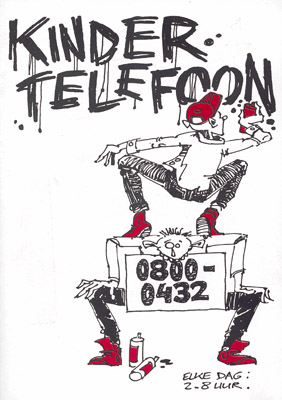 KINDER
TELEFOON
0800-
0432
ELKE DAG:
2-8 UUR.